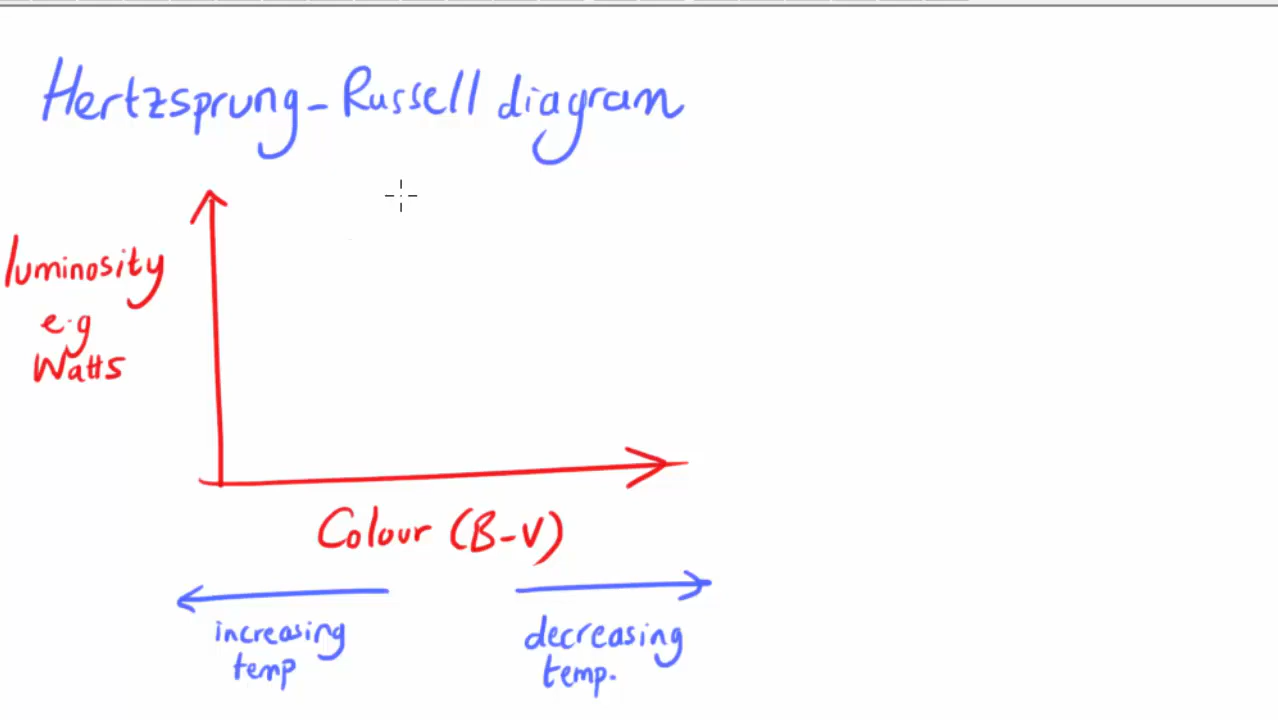 Hertzsprung-Russell diagram
luminosity
e.g
Watts
Colour (B-V)
increasing
temp
decreasing
temp.